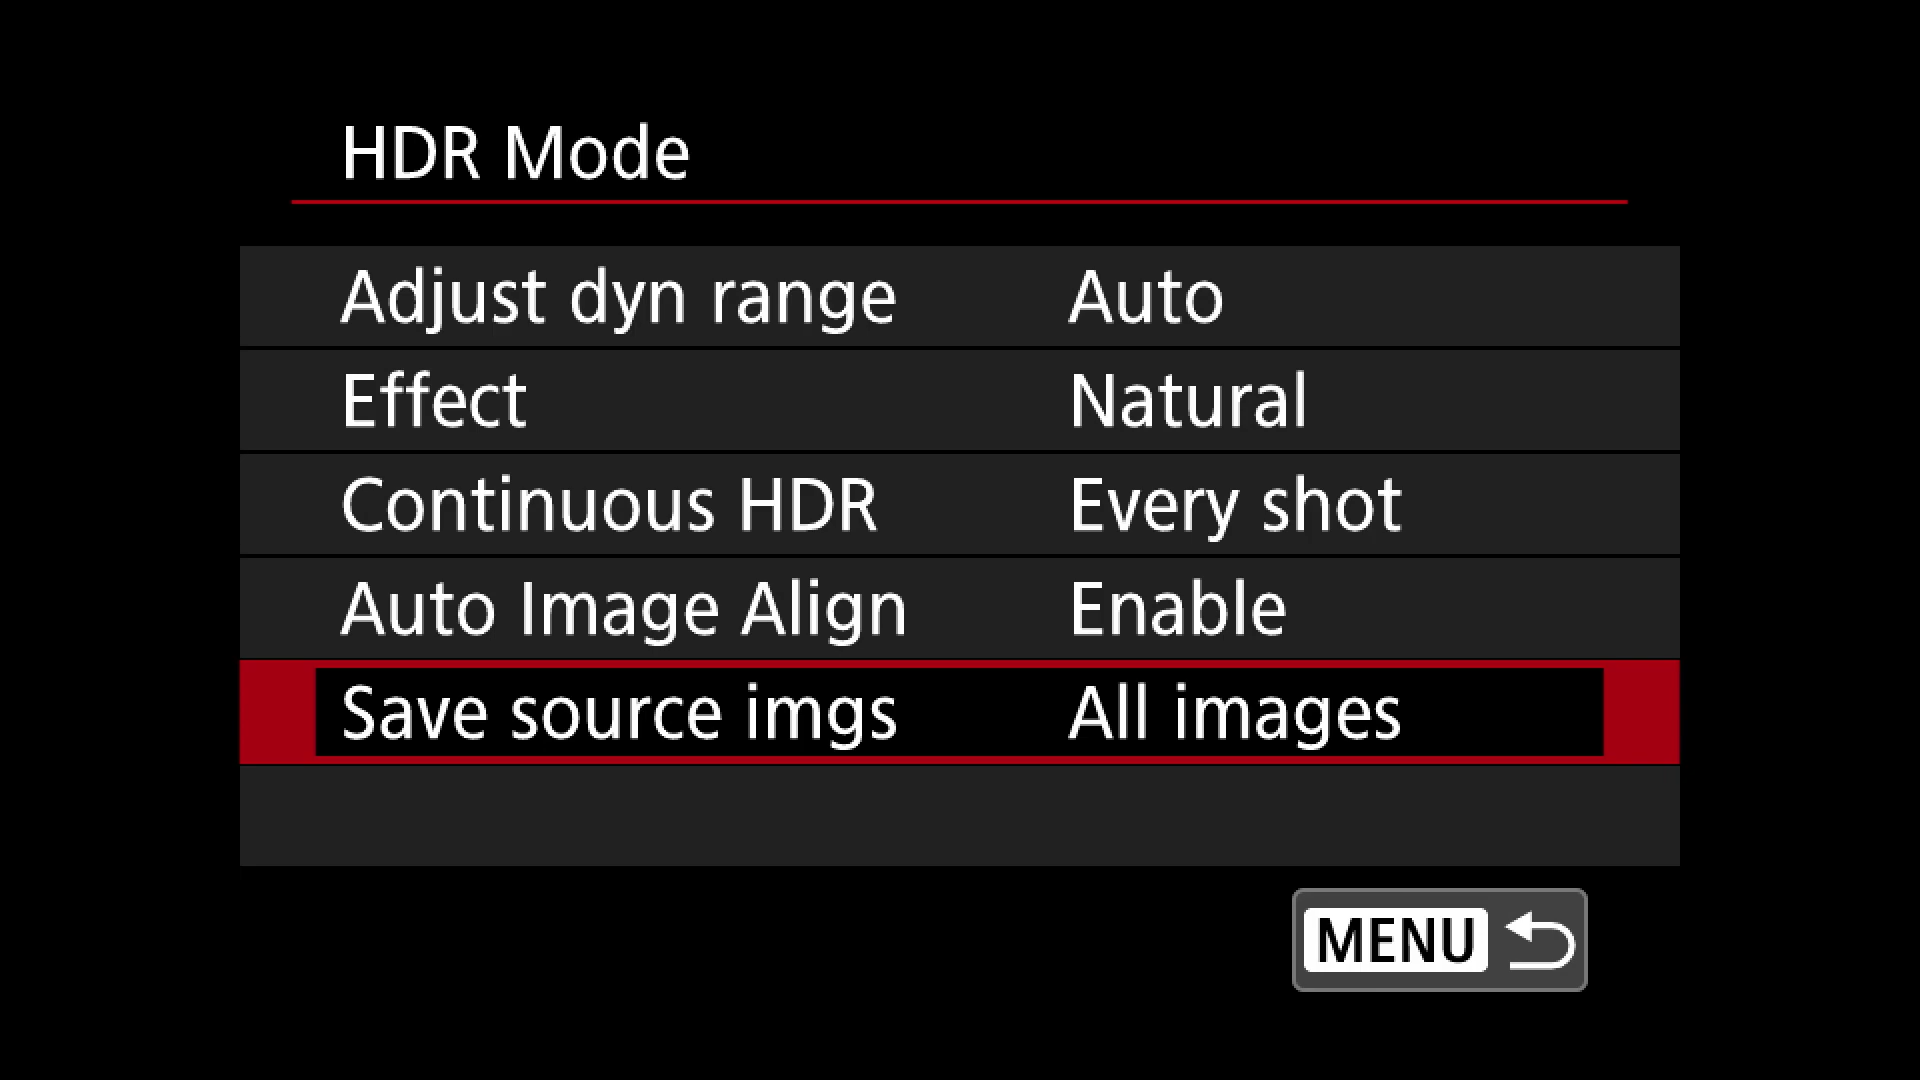 HDR Mode
Adjust dyn range Auto
Effect Natural
Continuous HDR Every shot
Auto Image Align Enable
Save source imgs All images
MENU